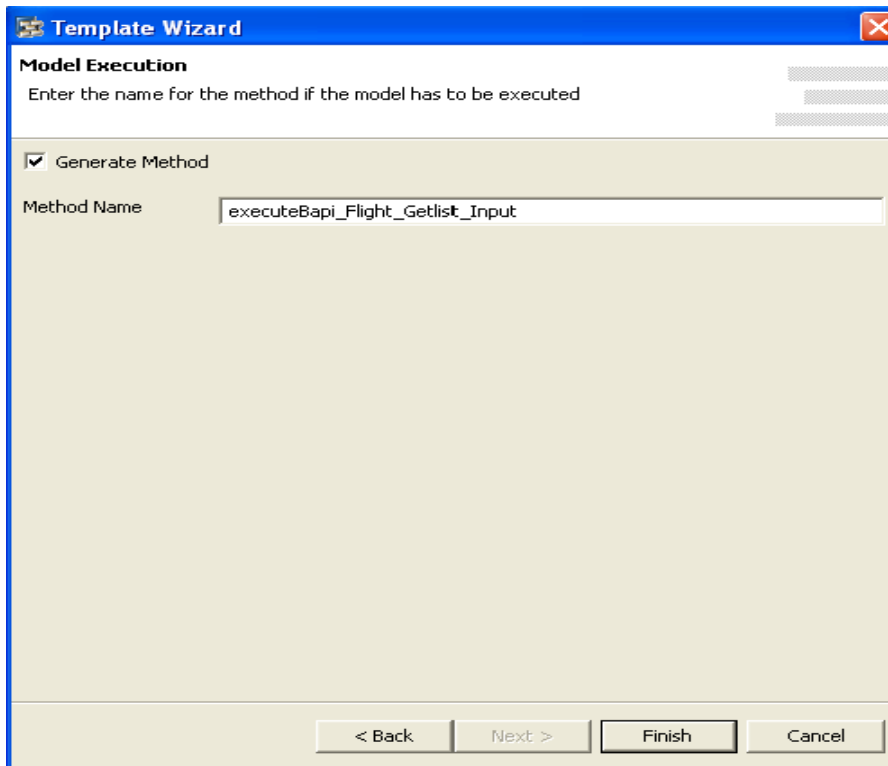 Template Wizard
Model Execution
Enter the name for the method if the model has to be executed
Generate Method
Method Name executeBapi_Flight_Getlist_Input
< Back Next > Finish Cancel